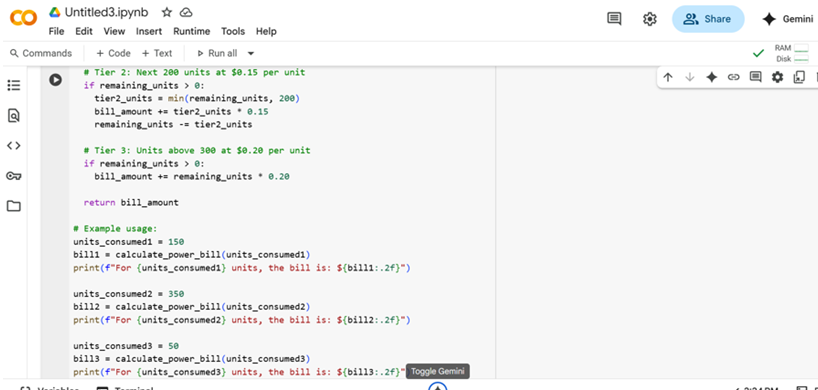 CO Untitled3.ipynb
Share
Gemini
File Edit View Insert Runtime Tools Help
Commands + Code + Text Run all
RAM
Disk
# Tier 2: Next 200 units at $0.15 per unit
if remaining_units > 0:
tier2_units = min(remaining_units, 200)
bill_amount += tier2_units * 0.15
remaining_units -= tier2_units
# Tier 3: Units above 300 at $0.20 per unit
if remaining_units > 0:
bill_amount += remaining_units * 0.20
return bill_amount
# Example usage:
units_consumed1 = 150
bill1 = calculate_power_bill(units_consumed1)
print(f"For {units_consumed1} units, the bill is: ${bill1:.2f}")
units_consumed2 = 350
bill2 = calculate_power_bill(units_consumed2)
print(f"For {units_consumed2} units, the bill is: ${bill2:.2f}")
units_consumed3 = 50
bill3 = calculate_power_bill(units_consumed3)
print(f"For {units_consumed3} units, the bill is: ${bill3:.2f}"
Toggle Gemini
Variables Terminal